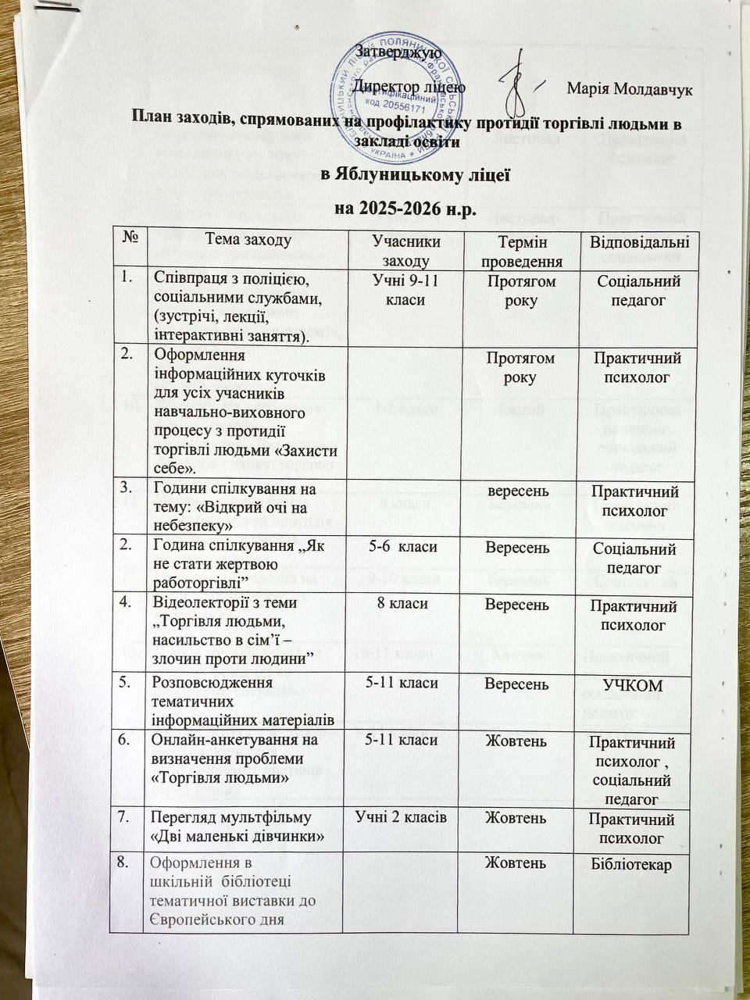 Затверджую
Директор ліцею Марія Молдавчук
ідентифікаційний
код 20556171
УКРАЇНА
План заходів, спрямованих на профілактику протидії торгівлі людьми в
закладі освіти
в Яблуницькому ліцеї
на 2025-2026 н.р.
№ Тема заходу Учасники заходу Термін проведення Відповідальні
1. Співпраця з поліцією, Учні 9-11 Протягом Соціальний
соціальними службами, класи року педагог
(зустрічі, лекції,
інтерактивні заняття).
2. Оформлення Протягом Практичний
інформаційних куточків року психолог
для усіх учасників
навчально-виховного
процесу з протидії
торгівлі людьми «Захисти
себе».
3. Години спілкування на вересень Практичний
тему: «Відкрий очі на психолог
небезпеку»
2. Година спілкування „Як 5-6 класи Вересень Соціальний
не стати жертвою педагог
работоргівлі”
4. Відеолекторії з теми 8 класи Вересень Практичний
„Торгівля людьми, психолог
насильство в сім’ї –
злочин проти людини”
5. Розповсюдження 5-11 класи Вересень УЧКОМ
тематичних
інформаційних матеріалів
6. Онлайн-анкетування на 5-11 класи Жовтень Практичний
визначення проблеми психолог ,
«Торгівля людьми» соціальний
педагог
7. Перегляд мультфільму Учні 2 класів Жовтень Практичний
«Дві маленькі дівчинки» психолог
8. Оформлення в Жовтень Бібліотекар
шкільній бібліотеці
тематичної виставки до
Європейського дня